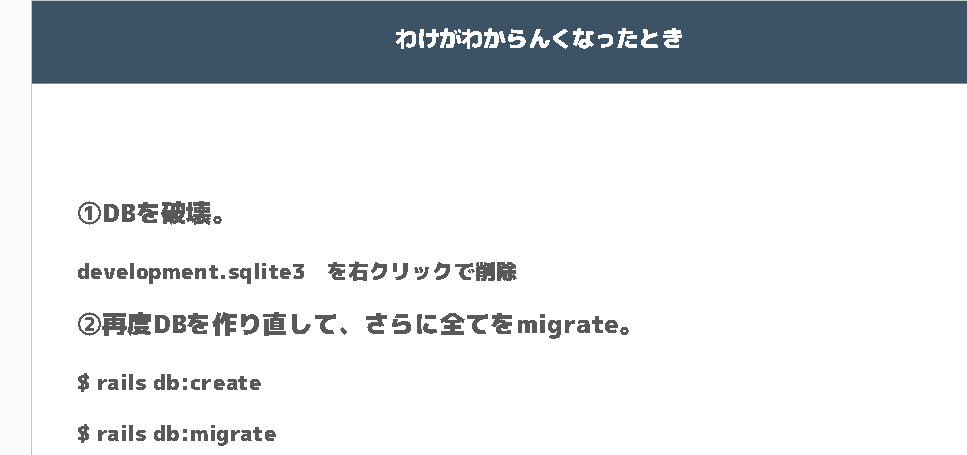 わけがわからんくなったとき
①DBを破壊。
development.sqlite3　を右クリックで削除
②再度DBを作り直して、さらに全てをmigrate。
$ rails db:create
$ rails db:migrate